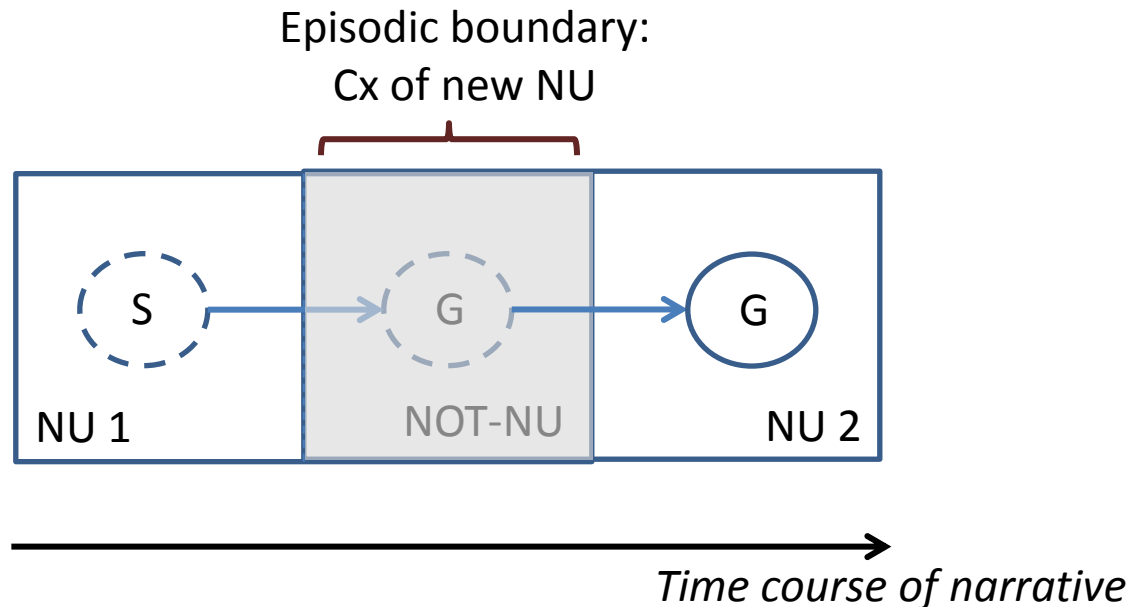 Episodic boundary:
Cx of new NU
S
G
G
NU 1
NOT-NU
NU 2
Time course of narrative